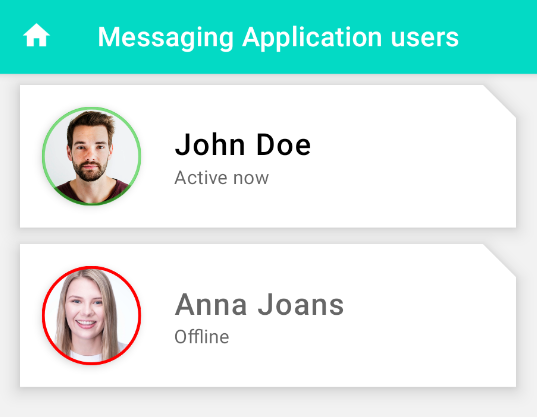 Messaging Application users
John Doe
Active now
Anna Joans
Offline